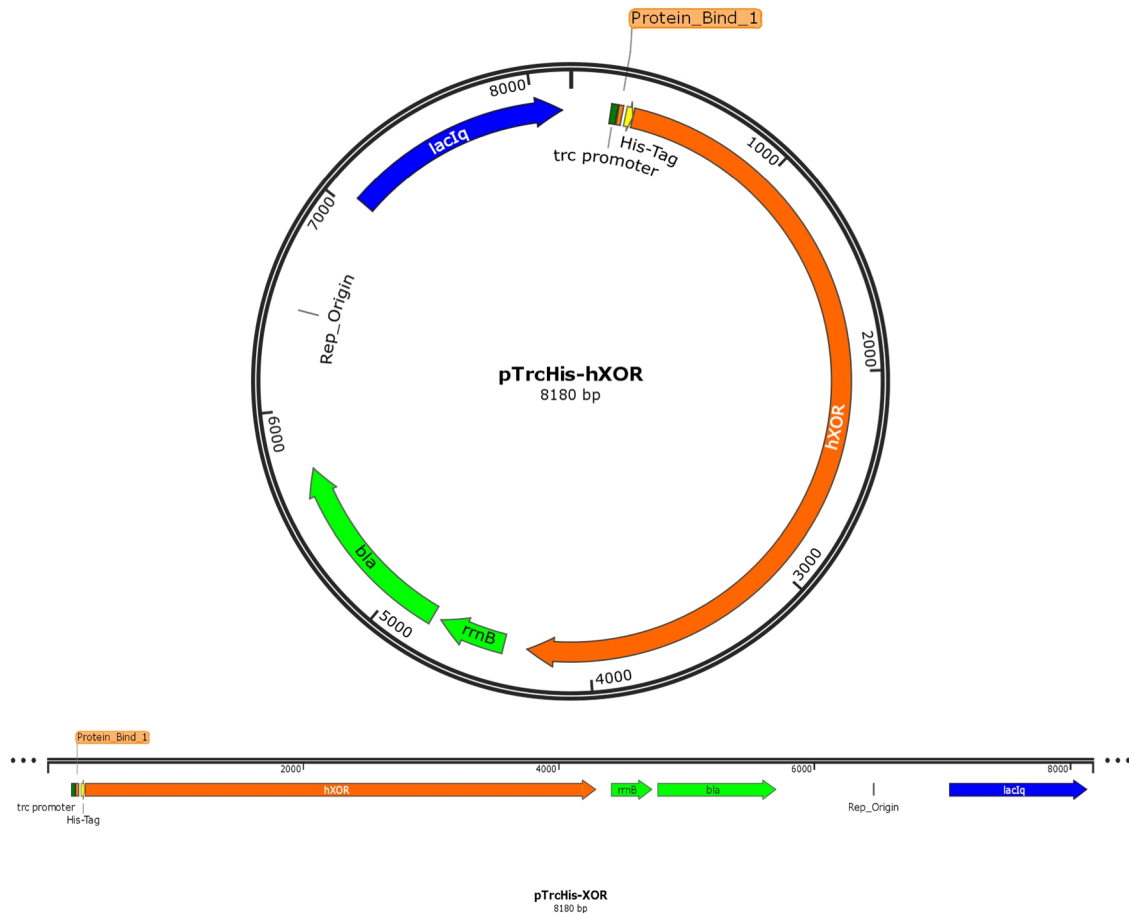 Protein_Bind_1
8000
lacIq
His-Tag
trc promoter
1000
7000
Rep_Origin
2000
pTrcHis-hXOR
8180 bp
hXOR
6000
bla
3000
5000
rrnB
4000
Protein_Bind_1
2000
4000
6000
8000
hXOR
rrnB
bla
lacIq
trc promoter
Rep_Origin
His-Tag
pTrcHis-XOR
8180 bp